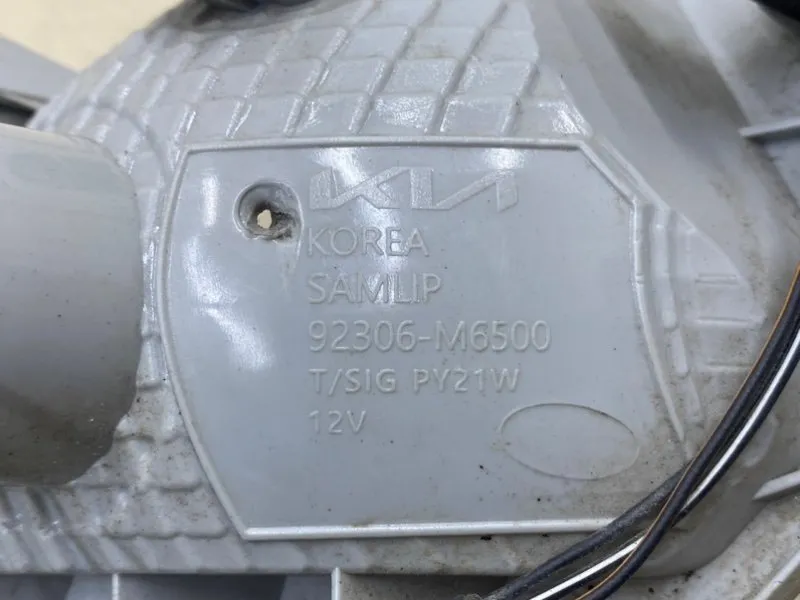 KIA
KOREA
SAMLIP
92306-M6500
T/SIG PY21W
12V